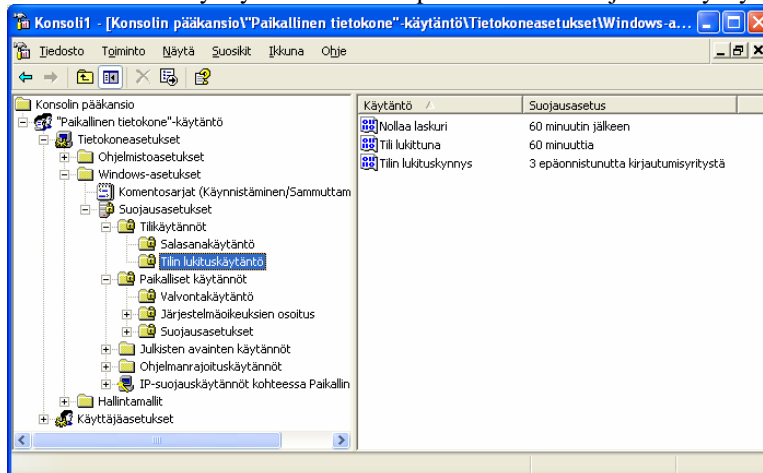 Konsoli1 - [Konsolin pääkansio\"Paikallinen tietokone"-käytäntö\Tietokoneasetukset\Windows-a...
Tiedosto Toiminto Näytä Suosikit Ikkuna Ohje
Konsolin pääkansio
"Paikallinen tietokone"-käytäntö
Tietokoneasetukset
Ohjelmistoasetukset
Windows-asetukset
Komentosarjat (Käynnistäminen/Sammuttam
Suojausasetukset
Tilikäytännöt
Salasanakäytäntö
Tilin lukituskäytäntö
Paikalliset käytännöt
Valvontakäytäntö
Järjestelmäoikeuksien osoitus
Suojausasetukset
Julkisten avainten käytännöt
Ohjelmanrajoituskäytännöt
IP-suojauskäytännöt kohteessa Paikallin
Hallintamallit
Käyttäjäasetukset
Käytäntö Suojausasetus
Nollaa laskuri 60 minuutin jälkeen
Tili lukittuna 60 minuuttia
Tilin lukituskynnys 3 epäonnistunutta kirjautumisyritystä